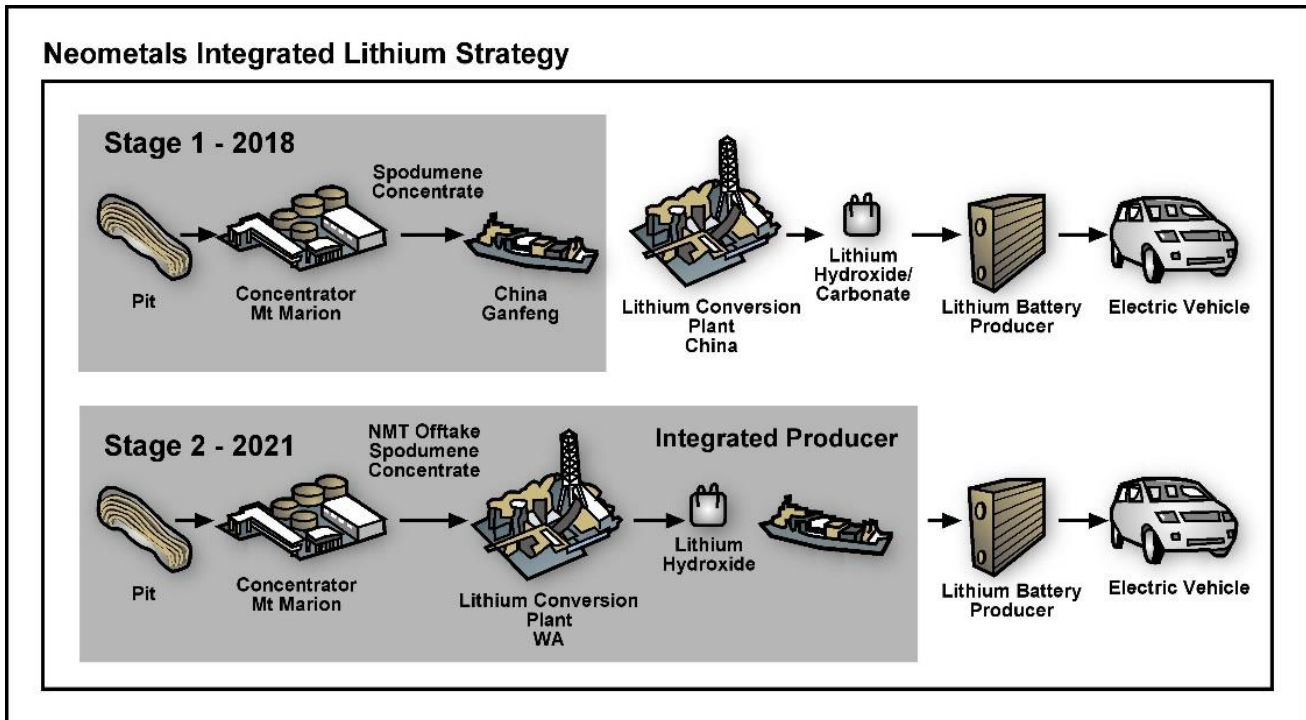 Neometals Integrated Lithium Strategy
Stage 1 - 2018
Spodumene
Concentrate
Pit
Concentrator
Mt Marion
China
Ganfeng
Lithium Conversion
Plant
China
Lithium
Hydroxide/
Carbonate
Lithium Battery
Producer
Electric Vehicle
Stage 2 - 2021
NMT Offtake
Spodumene
Concentrate
Integrated Producer
Pit
Concentrator
Mt Marion
Lithium Conversion
Plant
WA
Lithium
Hydroxide
Lithium Battery
Producer
Electric Vehicle